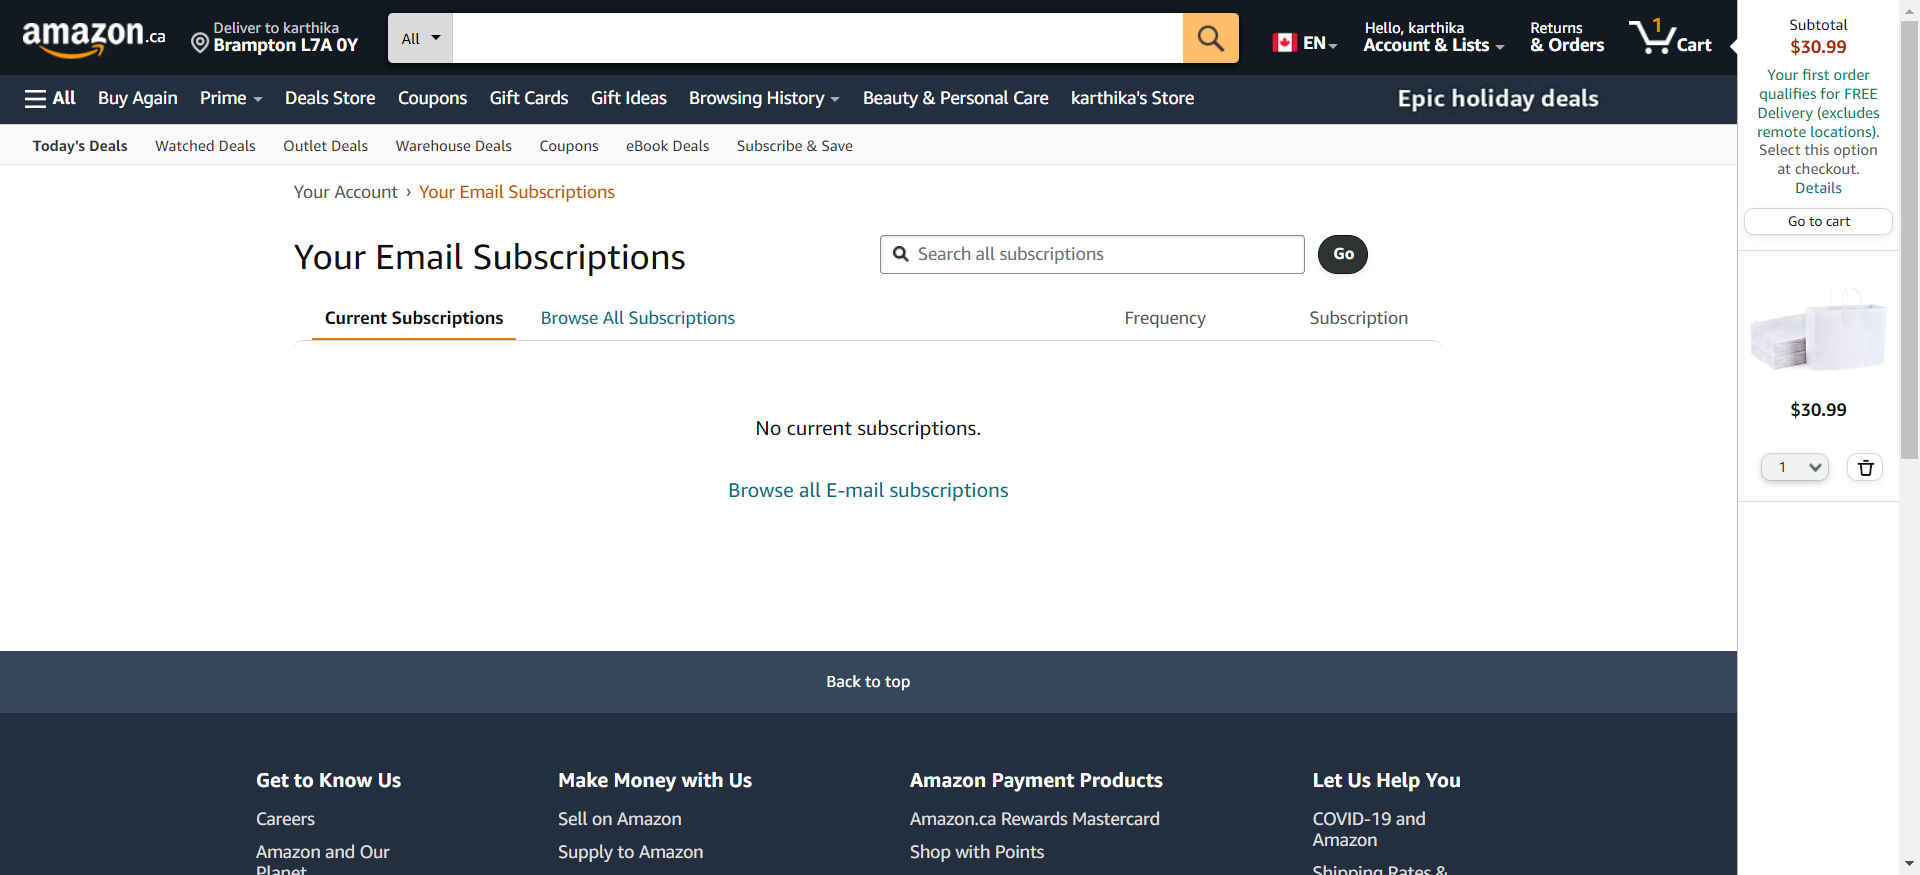 amazon.ca
Deliver to karthika
Brampton L7A 0Y
All
EN
Hello, karthika
Account & Lists
Returns
& Orders
1
Cart
All
Buy Again
Prime
Deals Store
Coupons
Gift Cards
Gift Ideas
Browsing History
Beauty & Personal Care
karthika's Store
Epic holiday deals
Today's Deals
Watched Deals
Outlet Deals
Warehouse Deals
Coupons
eBook Deals
Subscribe & Save
Your Account › Your Email Subscriptions
Your Email Subscriptions
Search all subscriptions
Go
Current Subscriptions
Browse All Subscriptions
Frequency
Subscription
No current subscriptions.
Browse all E-mail subscriptions
Back to top
Get to Know Us
Careers
Amazon and Our
Planet
Make Money with Us
Sell on Amazon
Supply to Amazon
Amazon Payment Products
Amazon.ca Rewards Mastercard
Shop with Points
Let Us Help You
COVID-19 and
Amazon
Shipping Rates &
Subtotal
$30.99
Your first order
qualifies for FREE
Delivery (excludes
remote locations).
Select this option
at checkout.
Details
Go to cart
$30.99
1